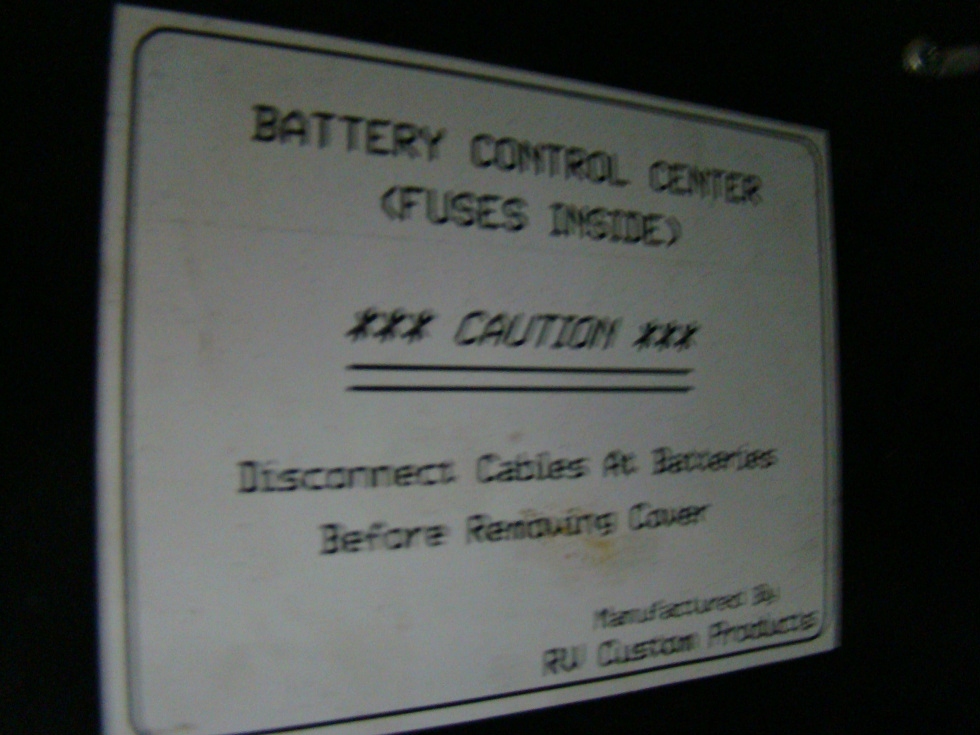 BATTERY CONTROL CENTER
(FUSES INSIDE)
*** CAUTION ***
Disconnect Cables At Batteries
Before Removing Cover
Manufactured By
RV Custom Products